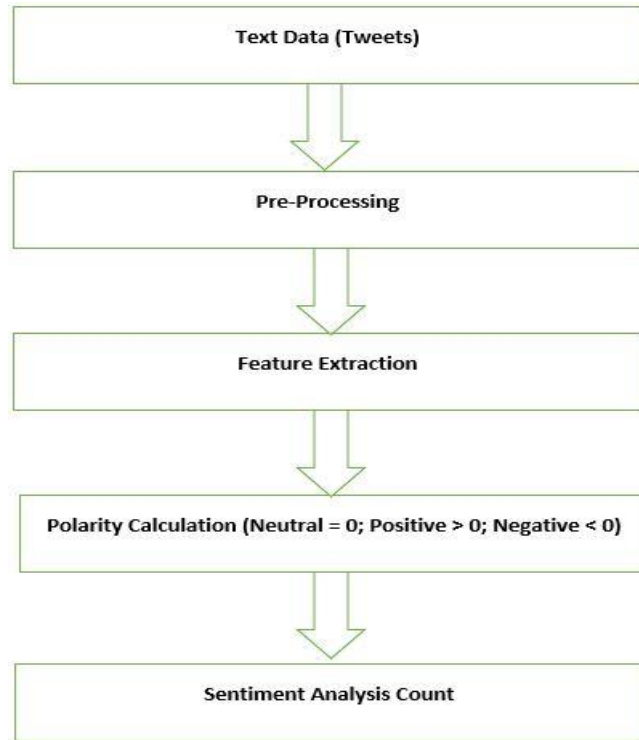 Text Data (Tweets)
Pre-Processing
Feature Extraction
Polarity Calculation (Neutral = 0; Positive > 0; Negative < 0)
Sentiment Analysis Count